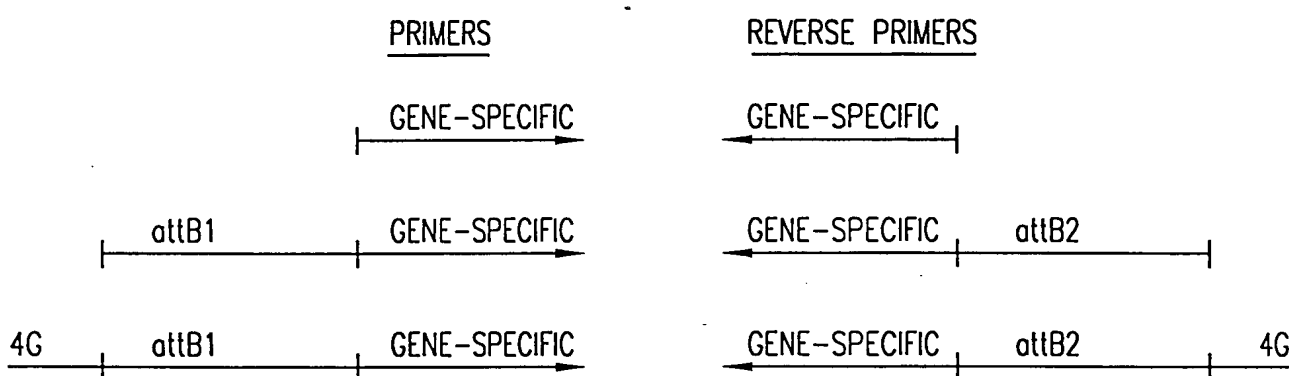 PRIMERS REVERSE PRIMERS
GENE-SPECIFIC GENE-SPECIFIC
attB1 GENE-SPECIFIC GENE-SPECIFIC attB2
4G attB1 GENE-SPECIFIC GENE-SPECIFIC attB2 4G